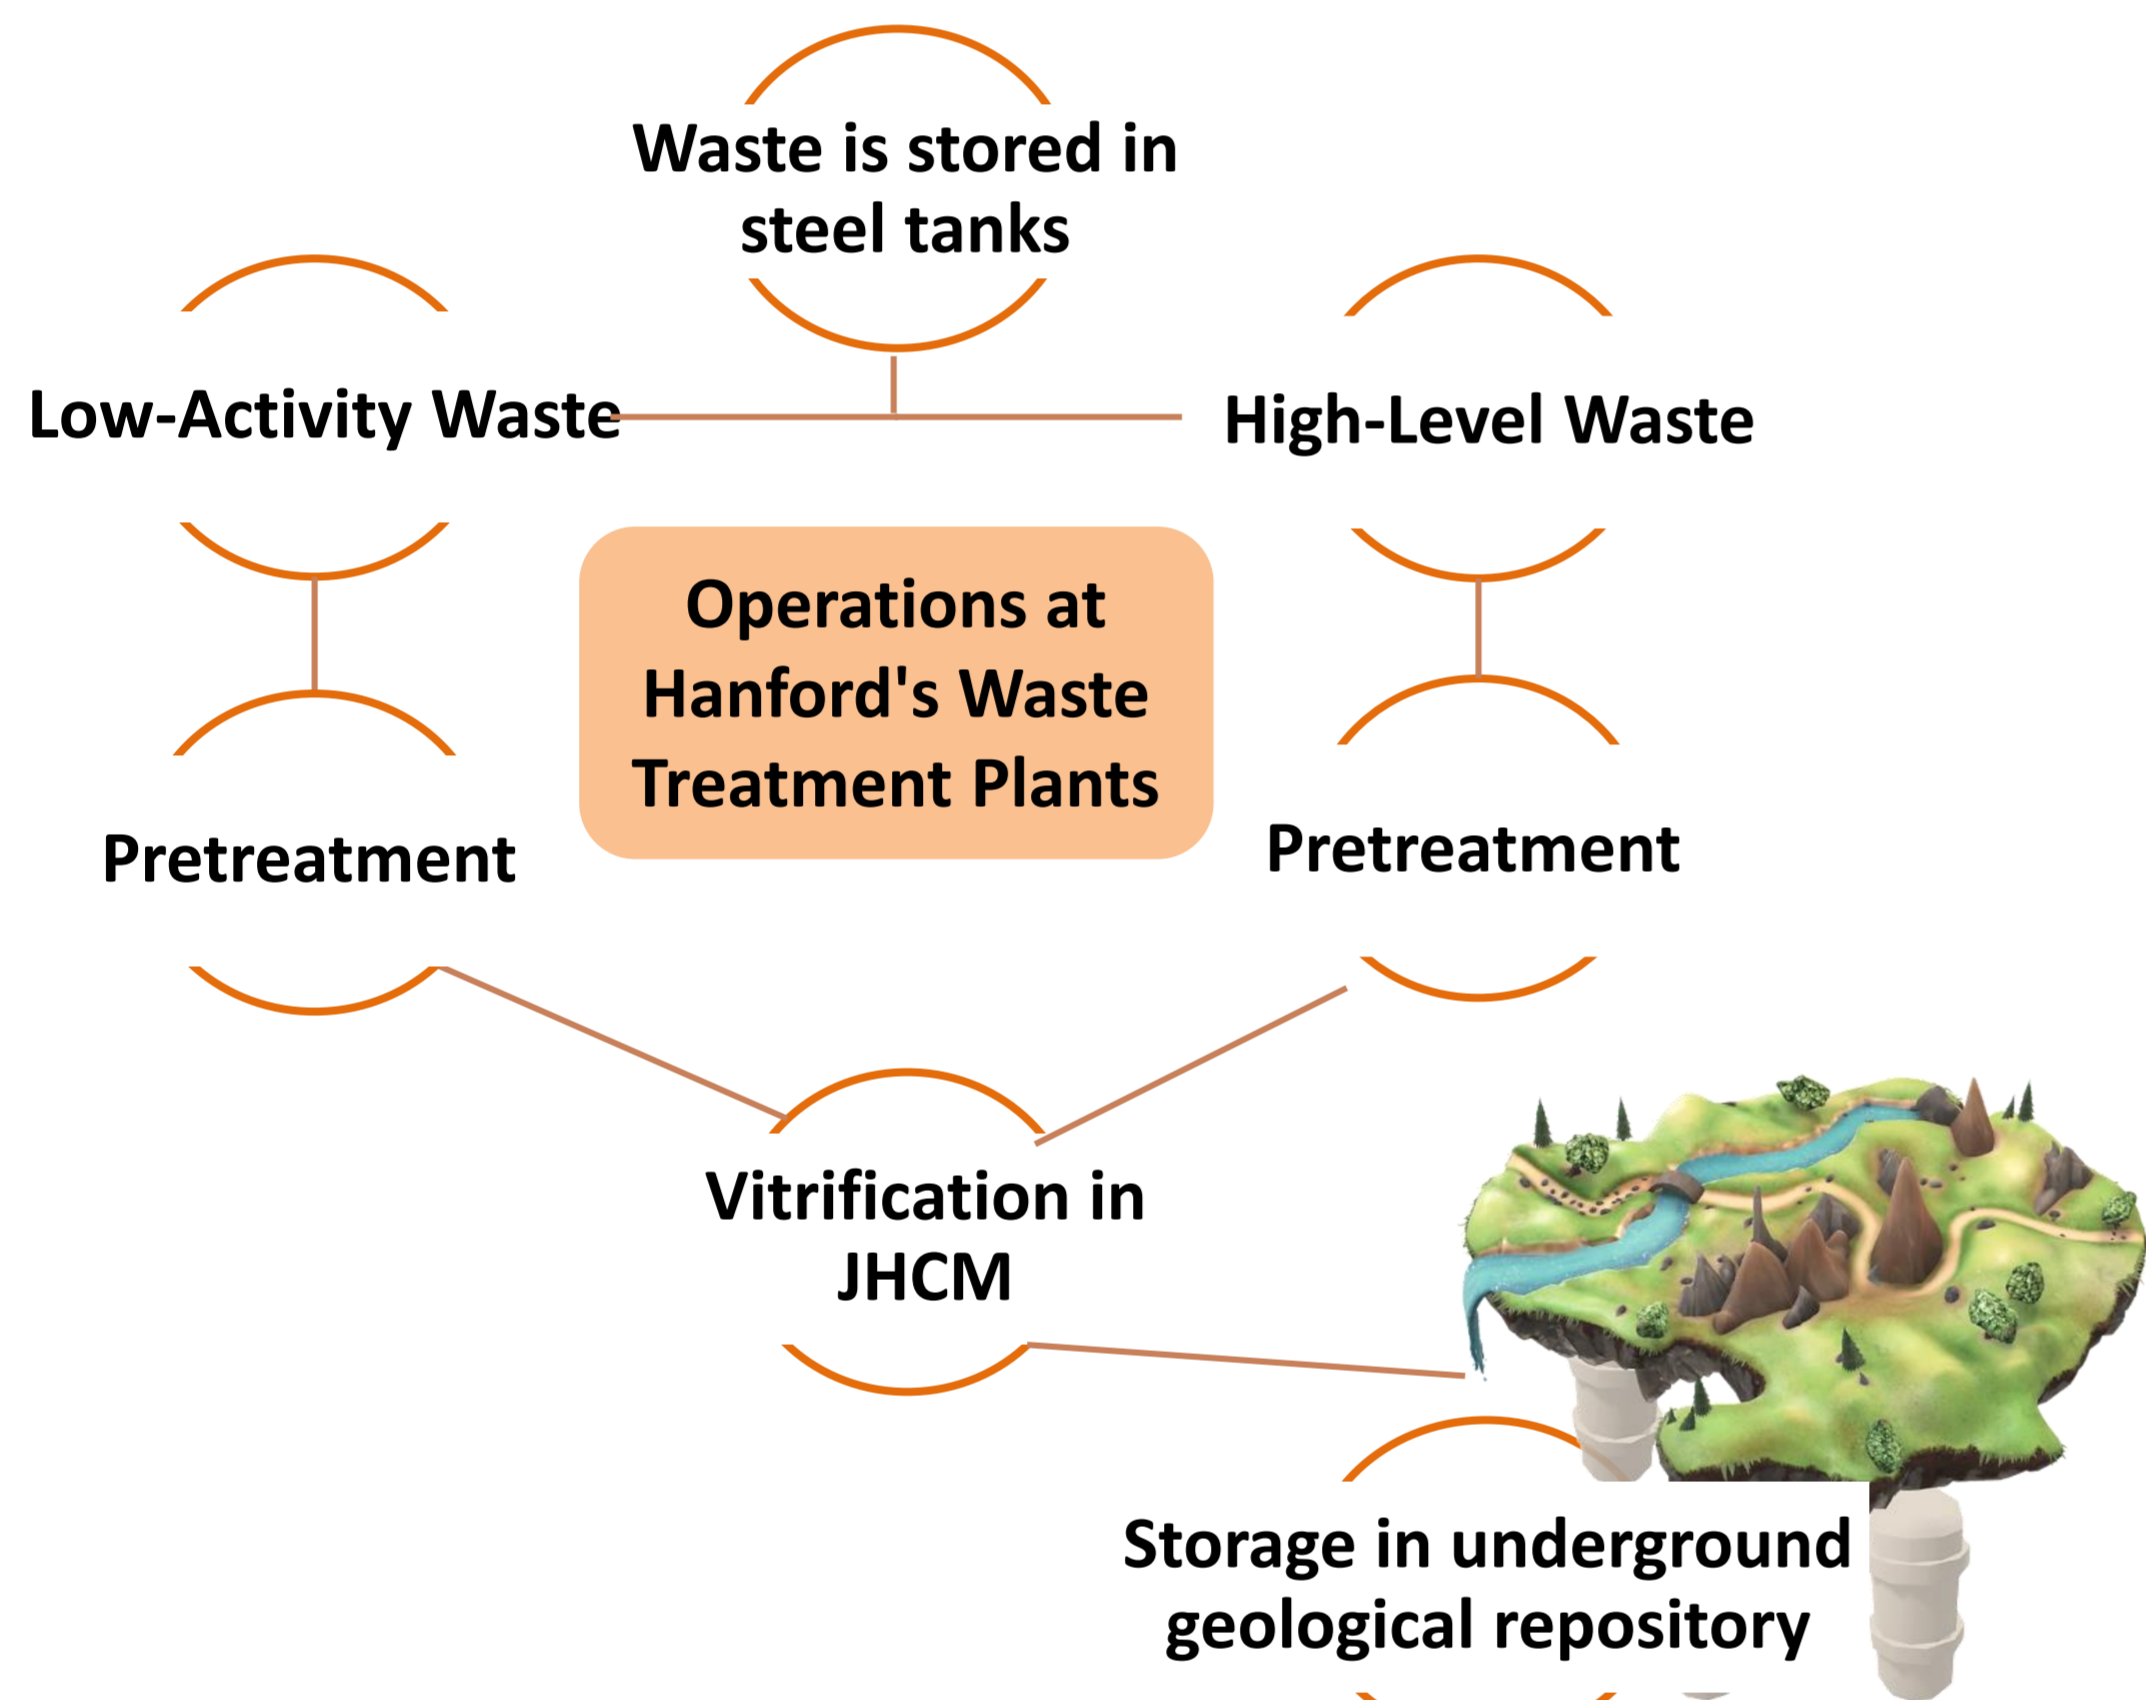 Waste is stored in
steel tanks
Low-Activity Waste
High-Level Waste
Operations at
Hanford's Waste
Treatment Plants
Pretreatment
Pretreatment
Vitrification in
JHCM
Storage in underground
geological repository